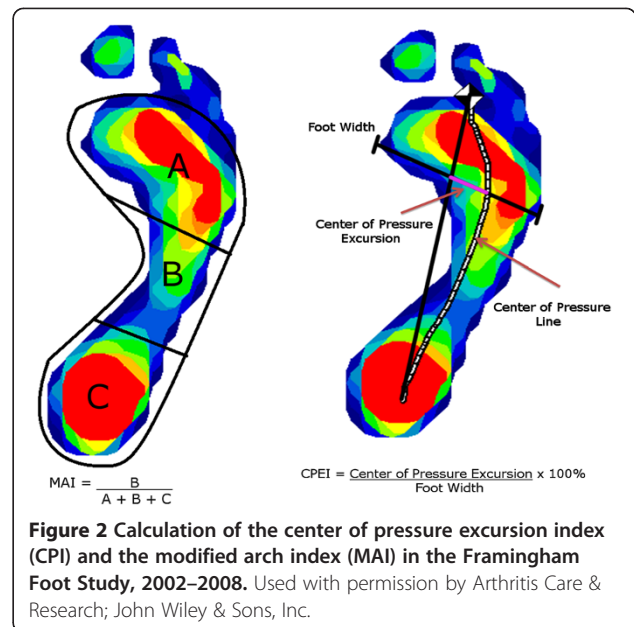 A
B
C
MAI = B
A + B + C
Foot Width
Center of Pressure
Excursion
Center of Pressure
Line
CPEI = Center of Pressure Excursion x 100%
Foot Width
Figure 2 Calculation of the center of pressure excursion index
(CPI) and the modified arch index (MAI) in the Framingham
Foot Study, 2002–2008. Used with permission by Arthritis Care &
Research; John Wiley & Sons, Inc.